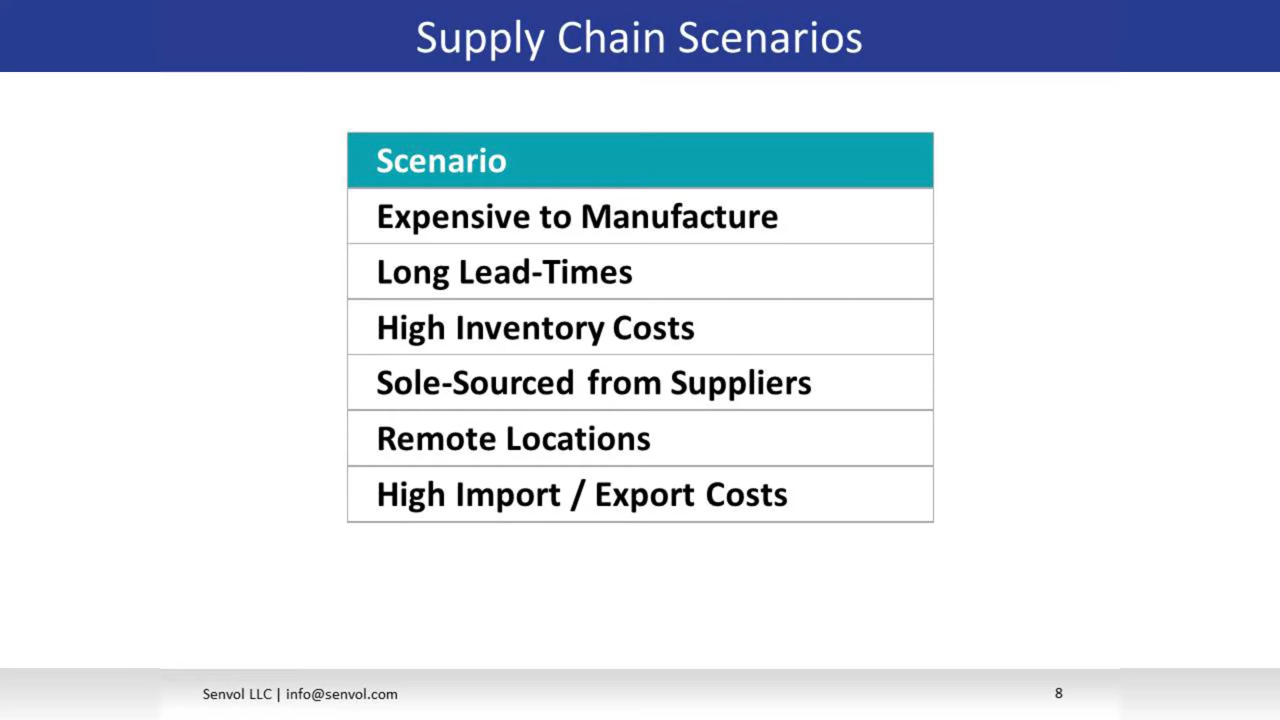 Supply Chain Scenarios
Scenario
Expensive to Manufacture
Long Lead-Times
High Inventory Costs
Sole-Sourced from Suppliers
Remote Locations
High Import / Export Costs
Senvol LLC | info@senvol.com
8